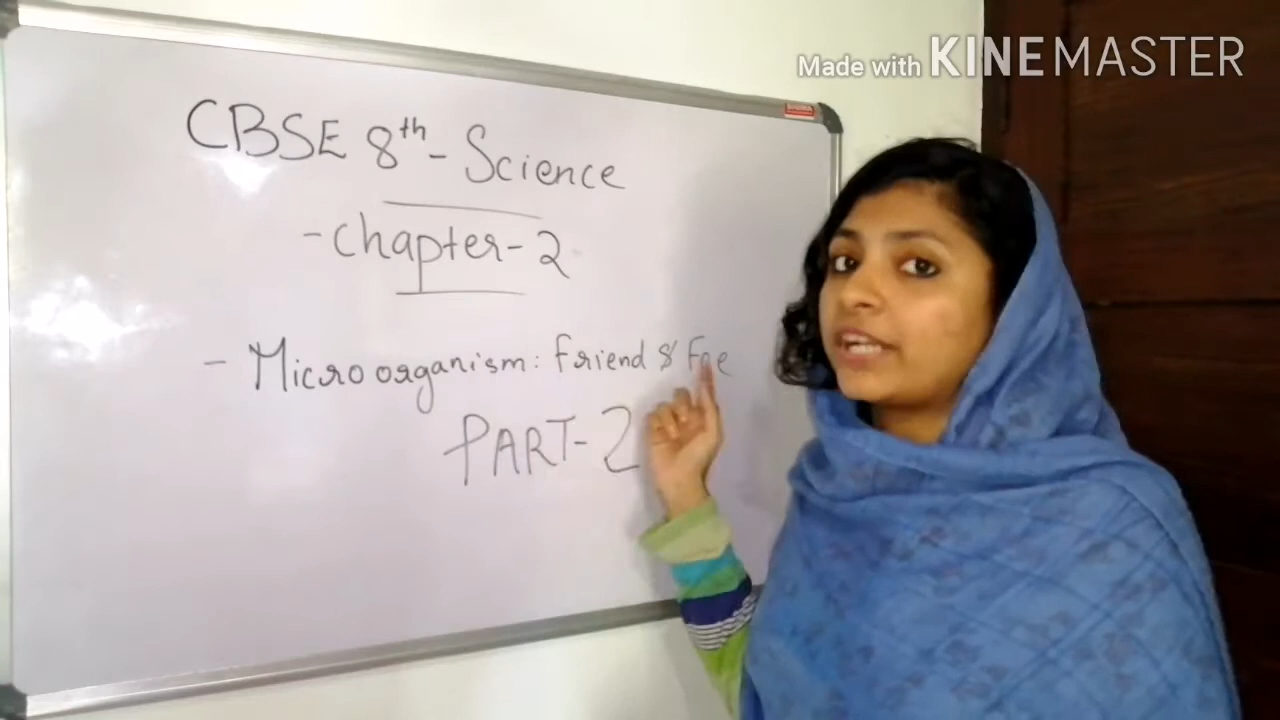 Made with KINEMASTER
CBSE 8th - Science
- Chapter - 2
- Microorganism: Friend & Foe
PART - 2